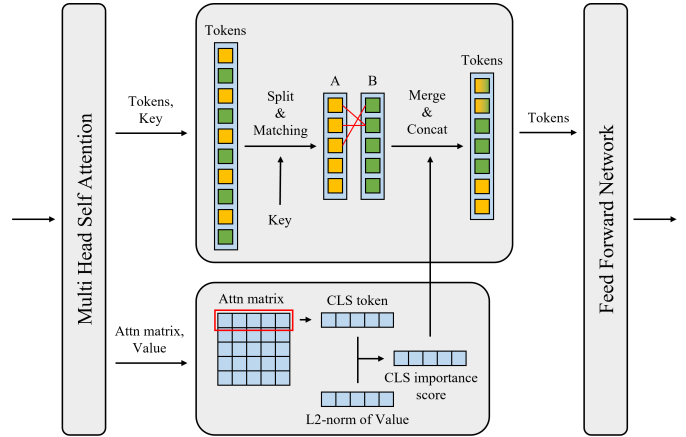 Multi Head Self Attention
Tokens,
Key
Attn matrix,
Value
Tokens
Split
&
Matching
Key
A
B
Merge
&
Concat
Tokens
Attn matrix
CLS token
CLS importance
score
L2-norm of Value
Tokens
Feed Forward Network